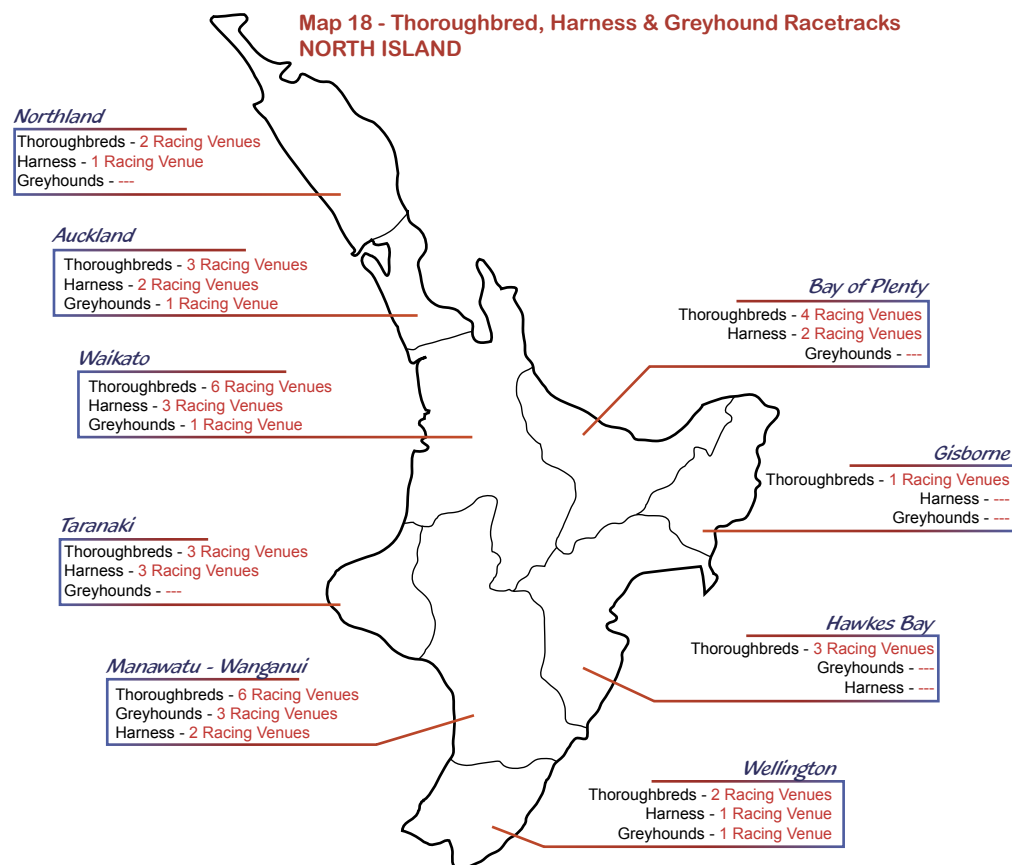 Map 18 - Thoroughbred, Harness & Greyhound Racetracks
NORTH ISLAND
Northland
Thoroughbreds - 2 Racing Venues
Harness - 1 Racing Venue
Greyhounds - ---
Auckland
Thoroughbreds - 3 Racing Venues
Harness - 2 Racing Venues
Greyhounds - 1 Racing Venue
Waikato
Thoroughbreds - 6 Racing Venues
Harness - 3 Racing Venues
Greyhounds - 1 Racing Venue
Taranaki
Thoroughbreds - 3 Racing Venues
Harness - 3 Racing Venues
Greyhounds - ---
Manawatu - Wanganui
Thoroughbreds - 6 Racing Venues
Greyhounds - 3 Racing Venues
Harness - 2 Racing Venues
Bay of Plenty
Thoroughbreds - 4 Racing Venues
Harness - 2 Racing Venues
Greyhounds - ---
Gisborne
Thoroughbreds - 1 Racing Venues
Harness - ---
Greyhounds - ---
Hawkes Bay
Thoroughbreds - 3 Racing Venues
Greyhounds - ---
Harness - ---
Wellington
Thoroughbreds - 2 Racing Venues
Harness - 1 Racing Venue
Greyhounds - 1 Racing Venue